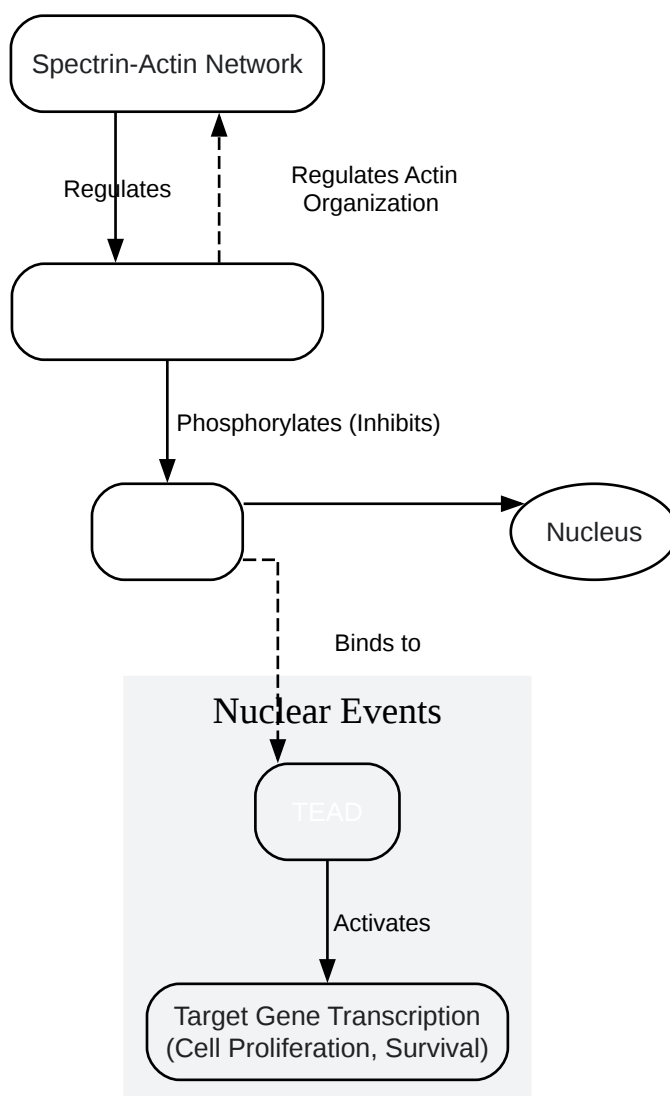 Spectrin-Actin Network
Regulates
Regulates Actin
Organization
Phosphorylates (Inhibits)
Nucleus
Binds to
Nuclear Events
TEAD
Activates
Target Gene Transcription
(Cell Proliferation, Survival)